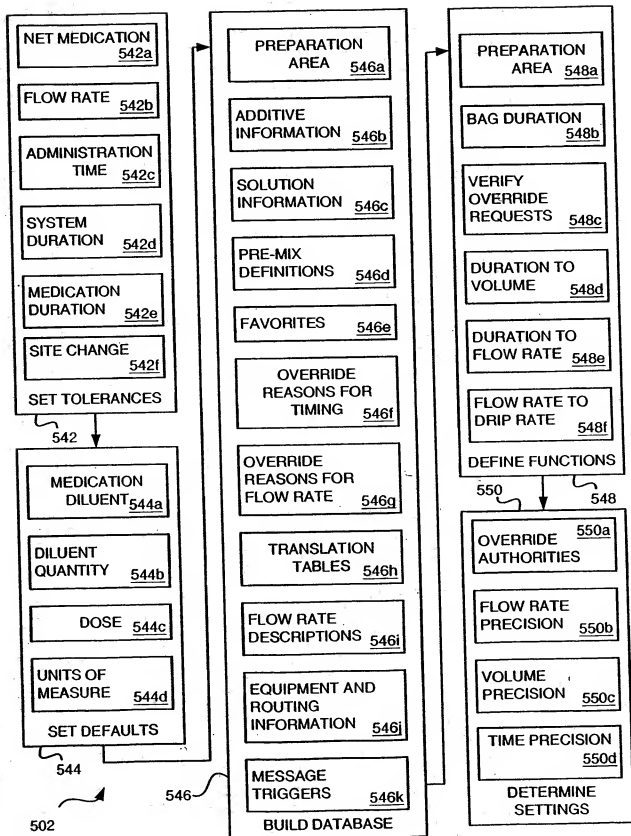 NET MEDICATION
542a
FLOW RATE
542b
ADMINISTRATION
TIME 542c
SYSTEM
DURATION 542d
MEDICATION
DURATION 542e
SITE CHANGE
542f
SET TOLERANCES
542
MEDICATION
DILUENT 544a
DILUENT
QUANTITY
544b
DOSE 544c
UNITS OF
MEASURE 544d
SET DEFAULTS
544
502
PREPARATION
AREA 546a
ADDITIVE
INFORMATION
546b
SOLUTION
INFORMATION
546c
PRE-MIX
DEFINITIONS
546d
FAVORITES 546e
OVERRIDE
REASONS FOR
TIMING 546f
OVERRIDE
REASONS FOR
FLOW RATE
546g
TRANSLATION
TABLES 546h
FLOW RATE
DESCRIPTIONS 546i
EQUIPMENT AND
ROUTING
INFORMATION
546j
MESSAGE
TRIGGERS 546k
546
BUILD DATABASE
PREPARATION
AREA 548a
BAG DURATION
548b
VERIFY
OVERRIDE
REQUESTS 548c
DURATION TO
VOLUME 548d
DURATION TO
FLOW RATE 548e
FLOW RATE TO
DRIP RATE 548f
DEFINE FUNCTIONS
548
550
550a
OVERRIDE
AUTHORITIES
FLOW RATE
PRECISION 550b
VOLUME
PRECISION 550c
TIME PRECISION
550d
DETERMINE
SETTINGS